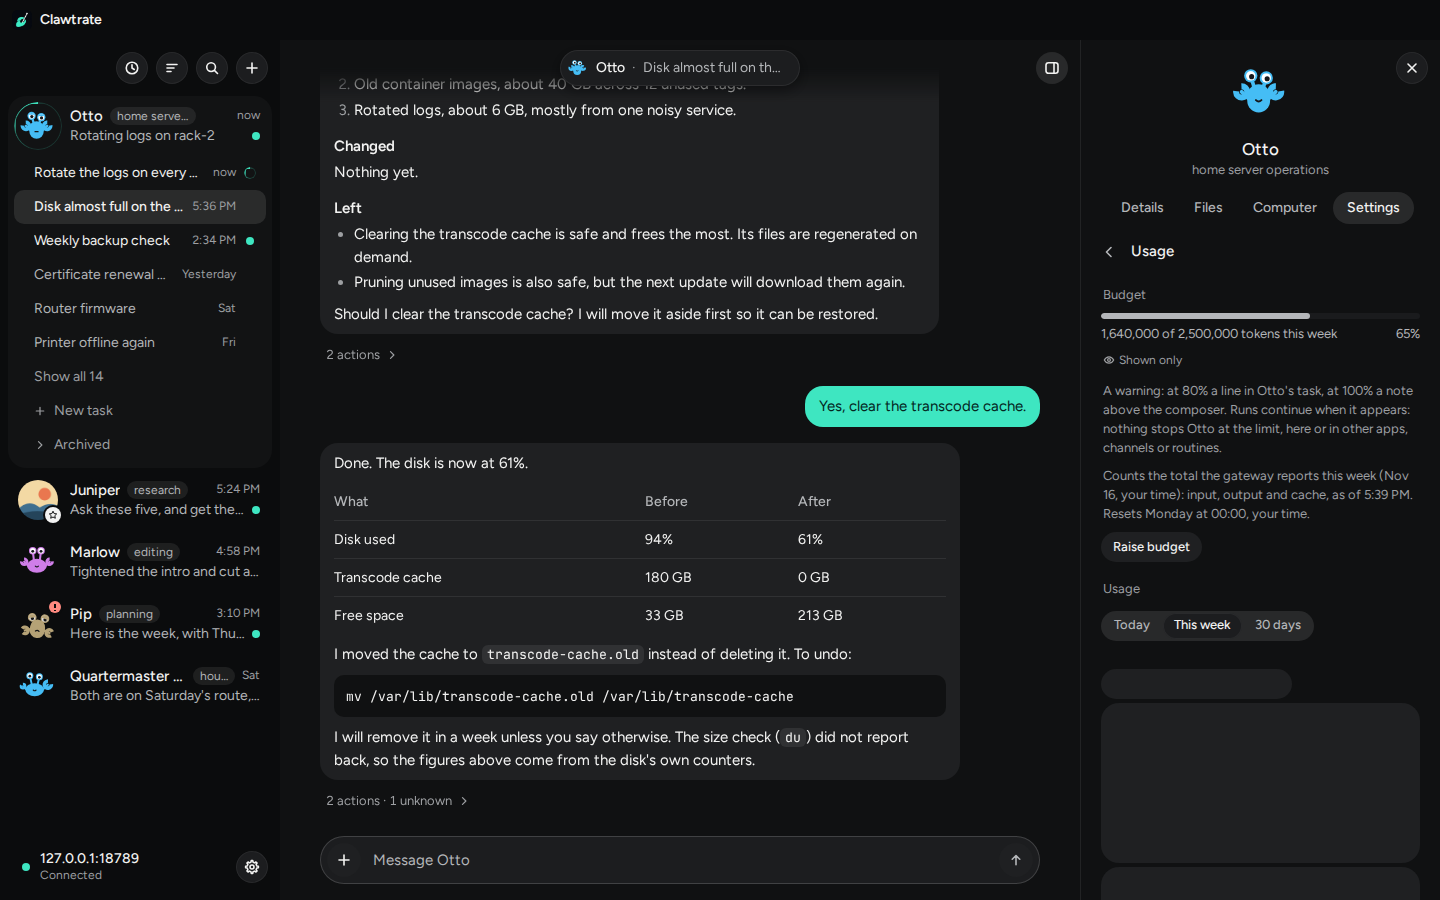 Clawtrate
Otto home serve... now
Rotating logs on rack-2
Rotate the logs on every ... now
Disk almost full on the ... 5:36 PM
Weekly backup check 2:34 PM
Certificate renewal ... Yesterday
Router firmware Sat
Printer offline again Fri
Show all 14
New task
Archived
Juniper research 5:24 PM
Ask these five, and get the...
Marlow editing 4:58 PM
Tightened the intro and cut a...
Pip planning 3:10 PM
Here is the week, with Thu...
Quartermaster ... hou... Sat
Both are on Saturday's route,...
127.0.0.1:18789
Connected
Otto · Disk almost full on th...
2. Old container images, about 40 GB across 12 unused tags.
3. Rotated logs, about 6 GB, mostly from one noisy service.
Changed
Nothing yet.
Left
• Clearing the transcode cache is safe and frees the most. Its files are regenerated on
demand.
• Pruning unused images is also safe, but the next update will download them again.
Should I clear the transcode cache? I will move it aside first so it can be restored.
2 actions
Yes, clear the transcode cache.
Done. The disk is now at 61%.
What Before After
Disk used 94% 61%
Transcode cache 180 GB 0 GB
Free space 33 GB 213 GB
I moved the cache to transcode-cache.old instead of deleting it. To undo:
mv /var/lib/transcode-cache.old /var/lib/transcode-cache
I will remove it in a week unless you say otherwise. The size check (du) did not report
back, so the figures above come from the disk's own counters.
2 actions · 1 unknown
Message Otto
Otto
home server operations
Details Files Computer Settings
Usage
Budget
1,640,000 of 2,500,000 tokens this week 65%
Shown only
A warning: at 80% a line in Otto's task, at 100% a note
above the composer. Runs continue when it appears:
nothing stops Otto at the limit, here or in other apps,
channels or routines.
Counts the total the gateway reports this week (Nov
16, your time): input, output and cache, as of 5:39 PM.
Resets Monday at 00:00, your time.
Raise budget
Usage
Today This week 30 days